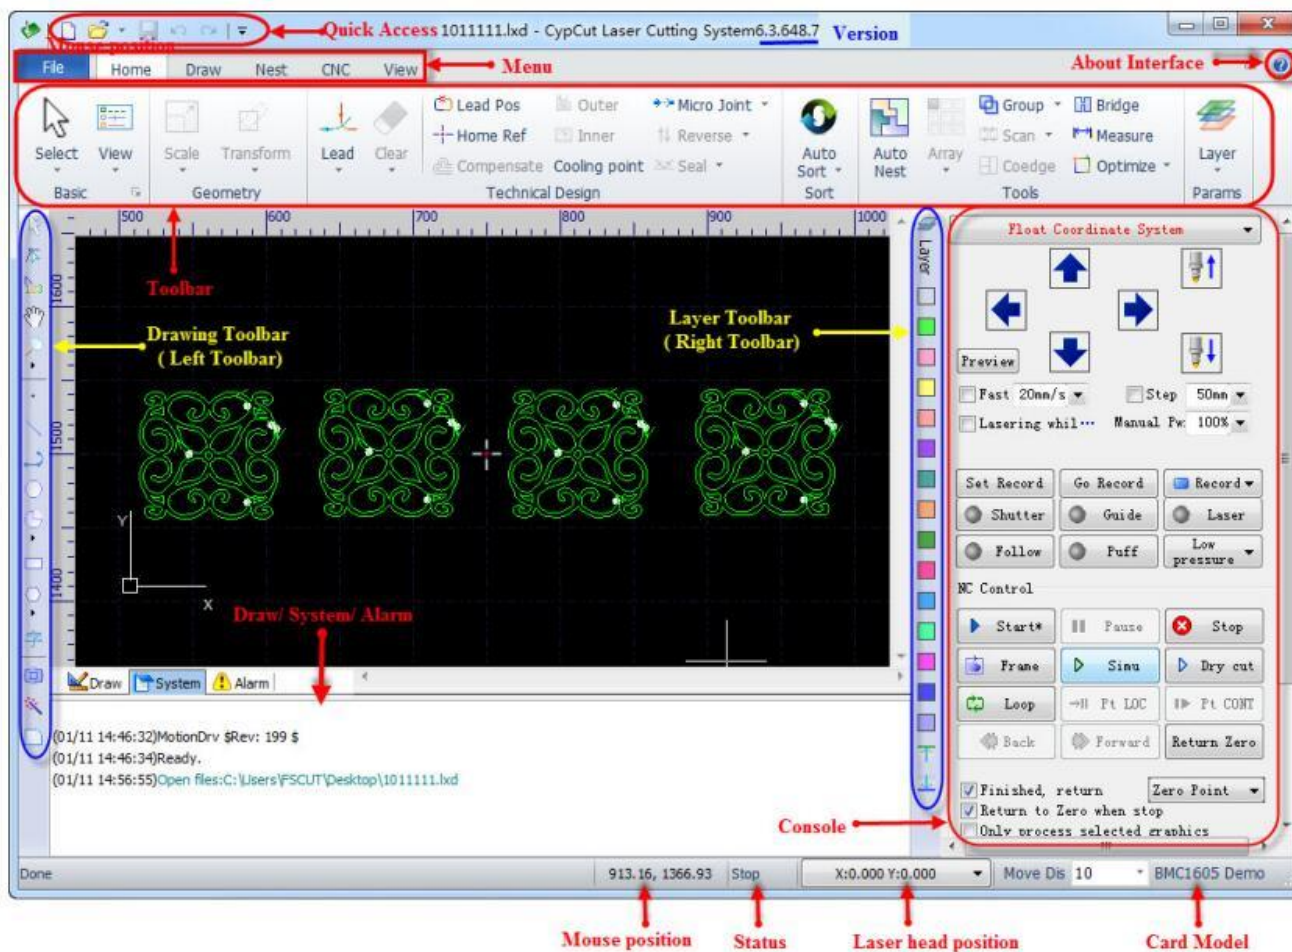 Quick Access 1011111.lxd - CypCut Laser Cutting System6.3.648.7 Version
Mouse position
File Home Draw Nest CNC View Menu About Interface
Lead Pos Outer Micro Joint Group Bridge
Home Ref Inner Reverse Scan Measure
Select View Scale Transform Lead Clear Auto Sort Auto Nest Array Layer
Compensate Cooling point Seal Coedge Optimize
Basic Geometry Technical Design Sort Tools Params
500 600 700 800 900 1000
Layer
Float Coordinate System
1600
Toolbar
Drawing Toolbar
( Left Toolbar)
Layer Toolbar
( Right Toolbar)
Preview
Fast 20mm/s Step 50mm
Lasering whil··· Manual Pw: 100%
1500
Set Record Go Record Record
Shutter Guide Laser
Follow Puff Low pressure
Y
X
1400
NC Control
Draw/ System/ Alarm
Start* Pause Stop
Frame Simu Dry cut
Draw System Alarm
Loop Pt LOC Pt CONT
Back Forward Return Zero
(01/11 14:46:32)MotionDrv $Rev: 199 $
(01/11 14:46:34)Ready.
(01/11 14:56:55)Open files:C:\Users\FSCUT\Desktop\1011111.lxd
Finished, return Zero Point
Return to Zero when stop
Only process selected graphics
Console
Done 913.16, 1366.93 Stop X:0.000 Y:0.000 Move Dis 10 BMC1605 Demo
Mouse position Status Laser head position Card Model